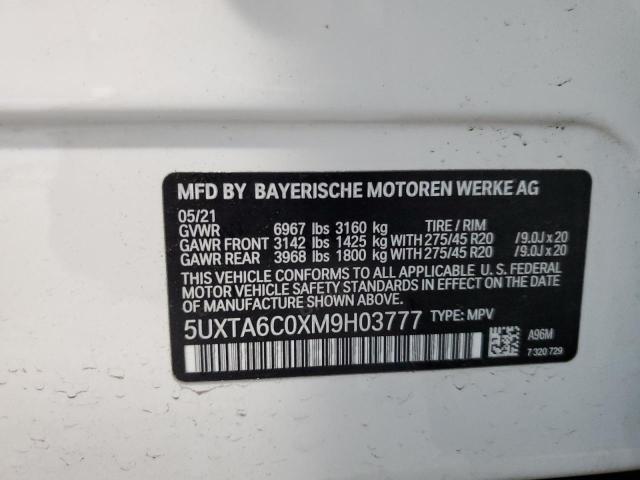 MFD BY BAYERISCHE MOTOREN WERKE AG
05/21
GVWR 6967 lbs 3160 kg TIRE / RIM
GAWR FRONT 3142 lbs 1425 kg WITH 275/45 R20 /9.0J x 20
GAWR REAR 3968 lbs 1800 kg WITH 275/45 R20 /9.0J x 20
THIS VEHICLE CONFORMS TO ALL APPLICABLE U.S. FEDERAL
MOTOR VEHICLE SAFETY STANDARDS IN EFFECT ON THE DATE
OF MANUFACTURE SHOWN ABOVE.
5UXTA6C0XM9H03777 TYPE: MPV
A96M
7 320 729